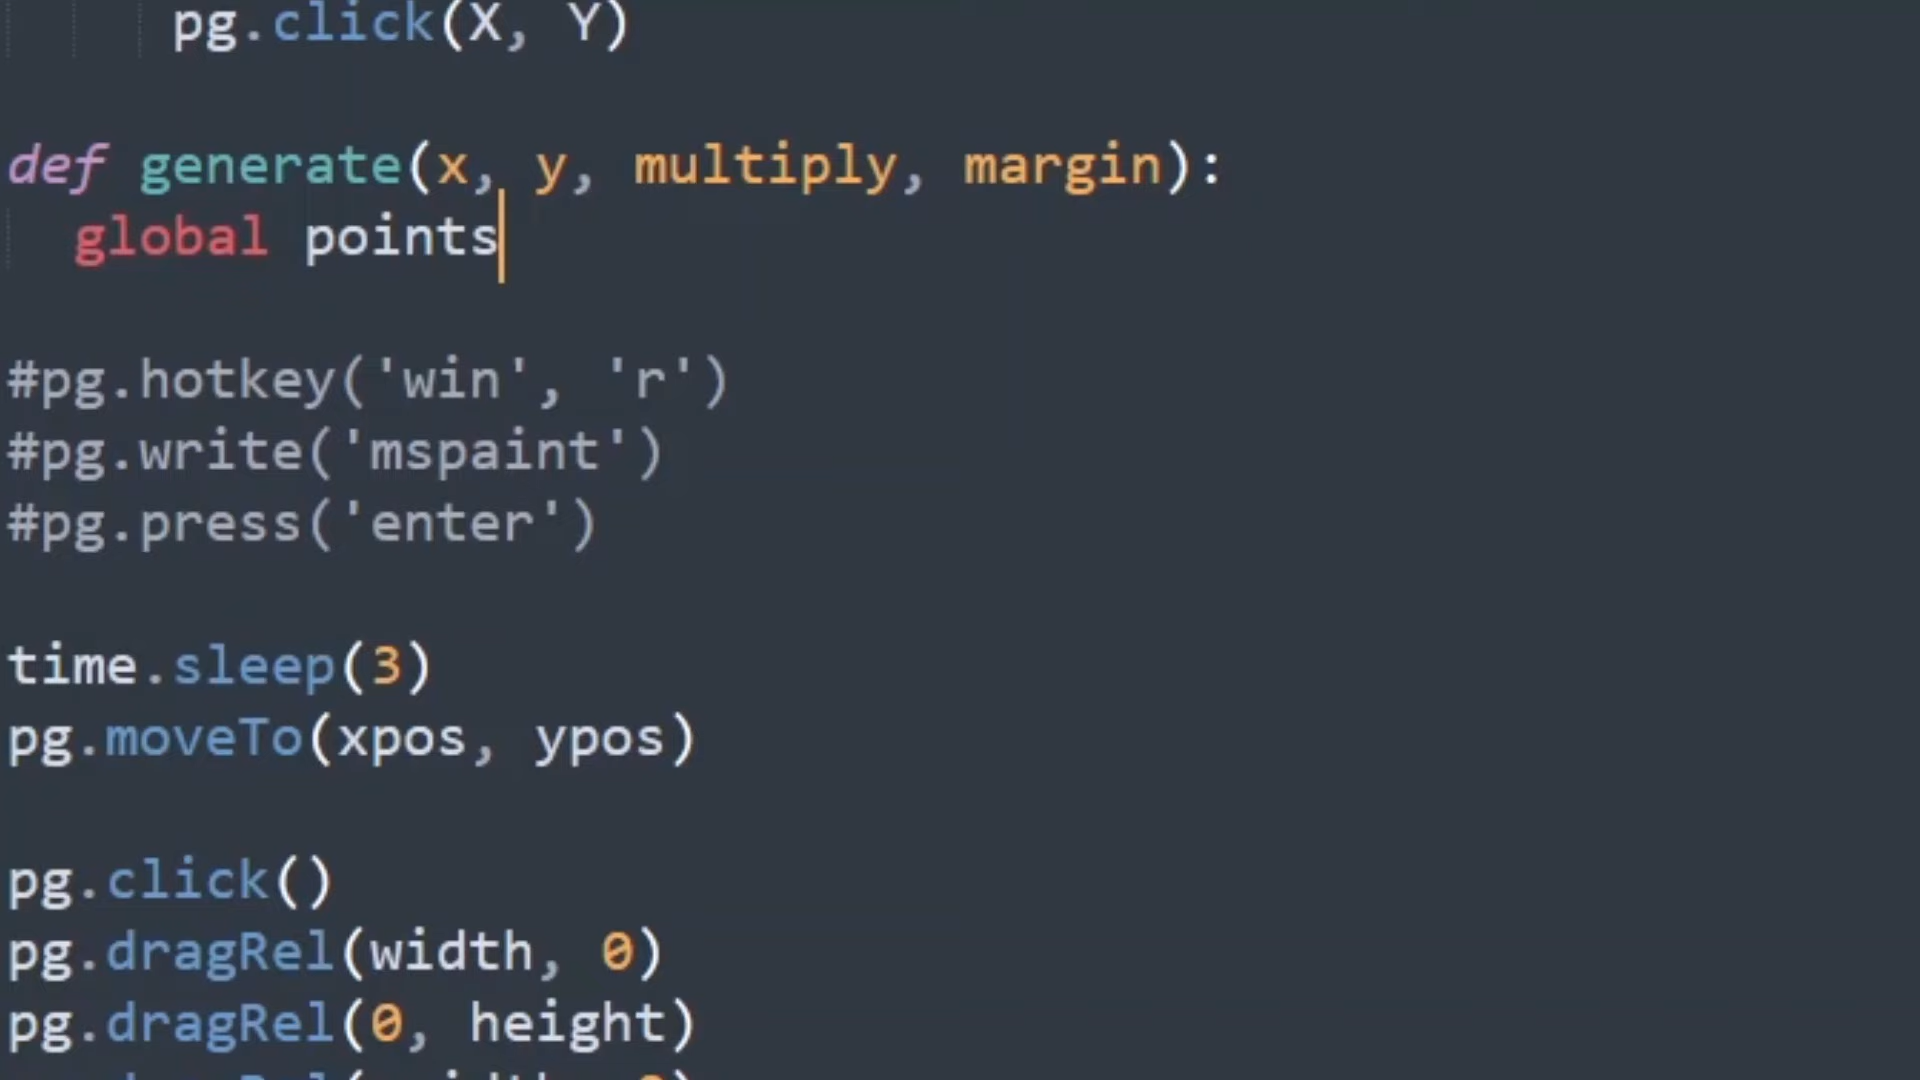 pg.click(X, Y)
def generate(x, y, multiply, margin):
global points
#pg.hotkey('win', 'r')
#pg.write('mspaint')
#pg.press('enter')
time.sleep(3)
pg.moveTo(xpos, ypos)
pg.click()
pg.dragRel(width, 0)
pg.dragRel(0, height)